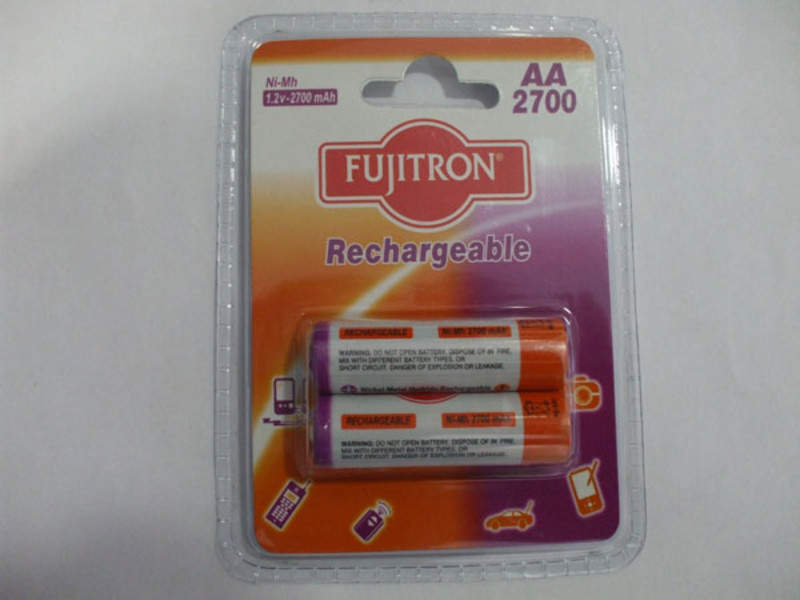 Ni-Mh
1.2v-2700 mAh
AA
2700
FUJITRON®
Rechargeable
RECHARGEABLE
Ni-Mh 2700 mAh
WARNING: DO NOT OPEN BATTERY, DISPOSE OF IN FIRE,
MIX WITH DIFFERENT BATTERY TYPES, OR
SHORT CIRCUIT. DANGER OF EXPLOSION OR LEAKAGE.
Nickel-Metal Hydride Rechargeable
RECHARGEABLE
Ni-Mh 2700 mAh
WARNING: DO NOT OPEN BATTERY, DISPOSE OF IN FIRE,
MIX WITH DIFFERENT BATTERY TYPES, OR
SHORT CIRCUIT. DANGER OF EXPLOSION OR LEAKAGE.